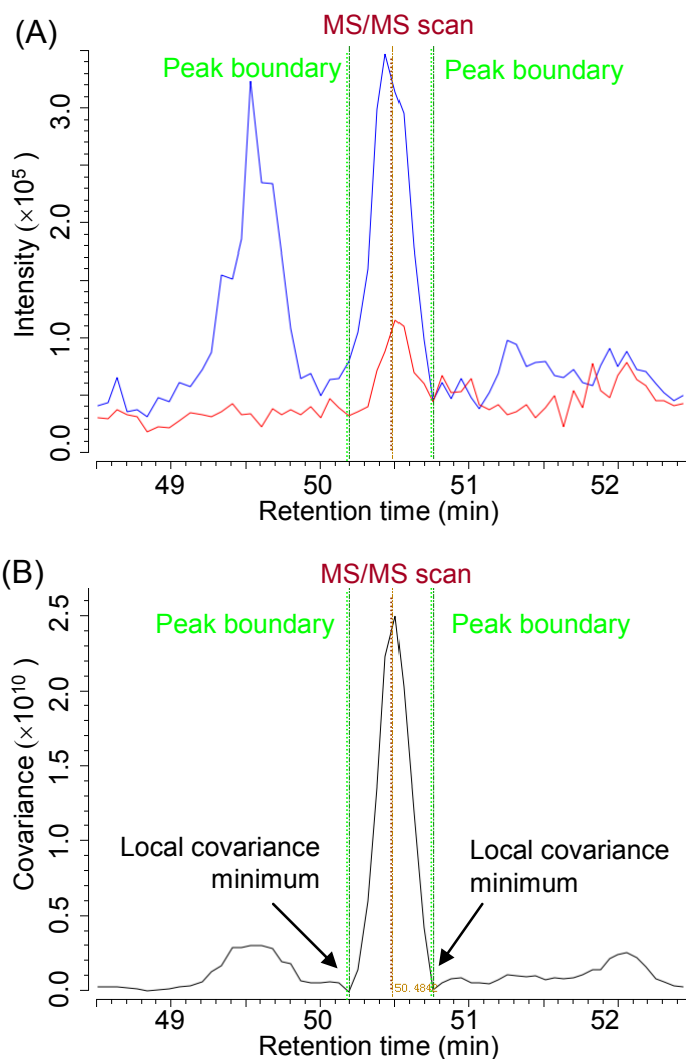 (A)
MS/MS scan
Peak boundary
Peak boundary
Intensity (×10⁵)
0.0
1.0
2.0
3.0
49
50
51
52
Retention time (min)
(B)
MS/MS scan
Peak boundary
Peak boundary
Covariance (×10¹⁰)
0.0
0.5
1.0
1.5
2.0
2.5
Local covariance
minimum
Local covariance
minimum
49
50
51
52
Retention time (min)